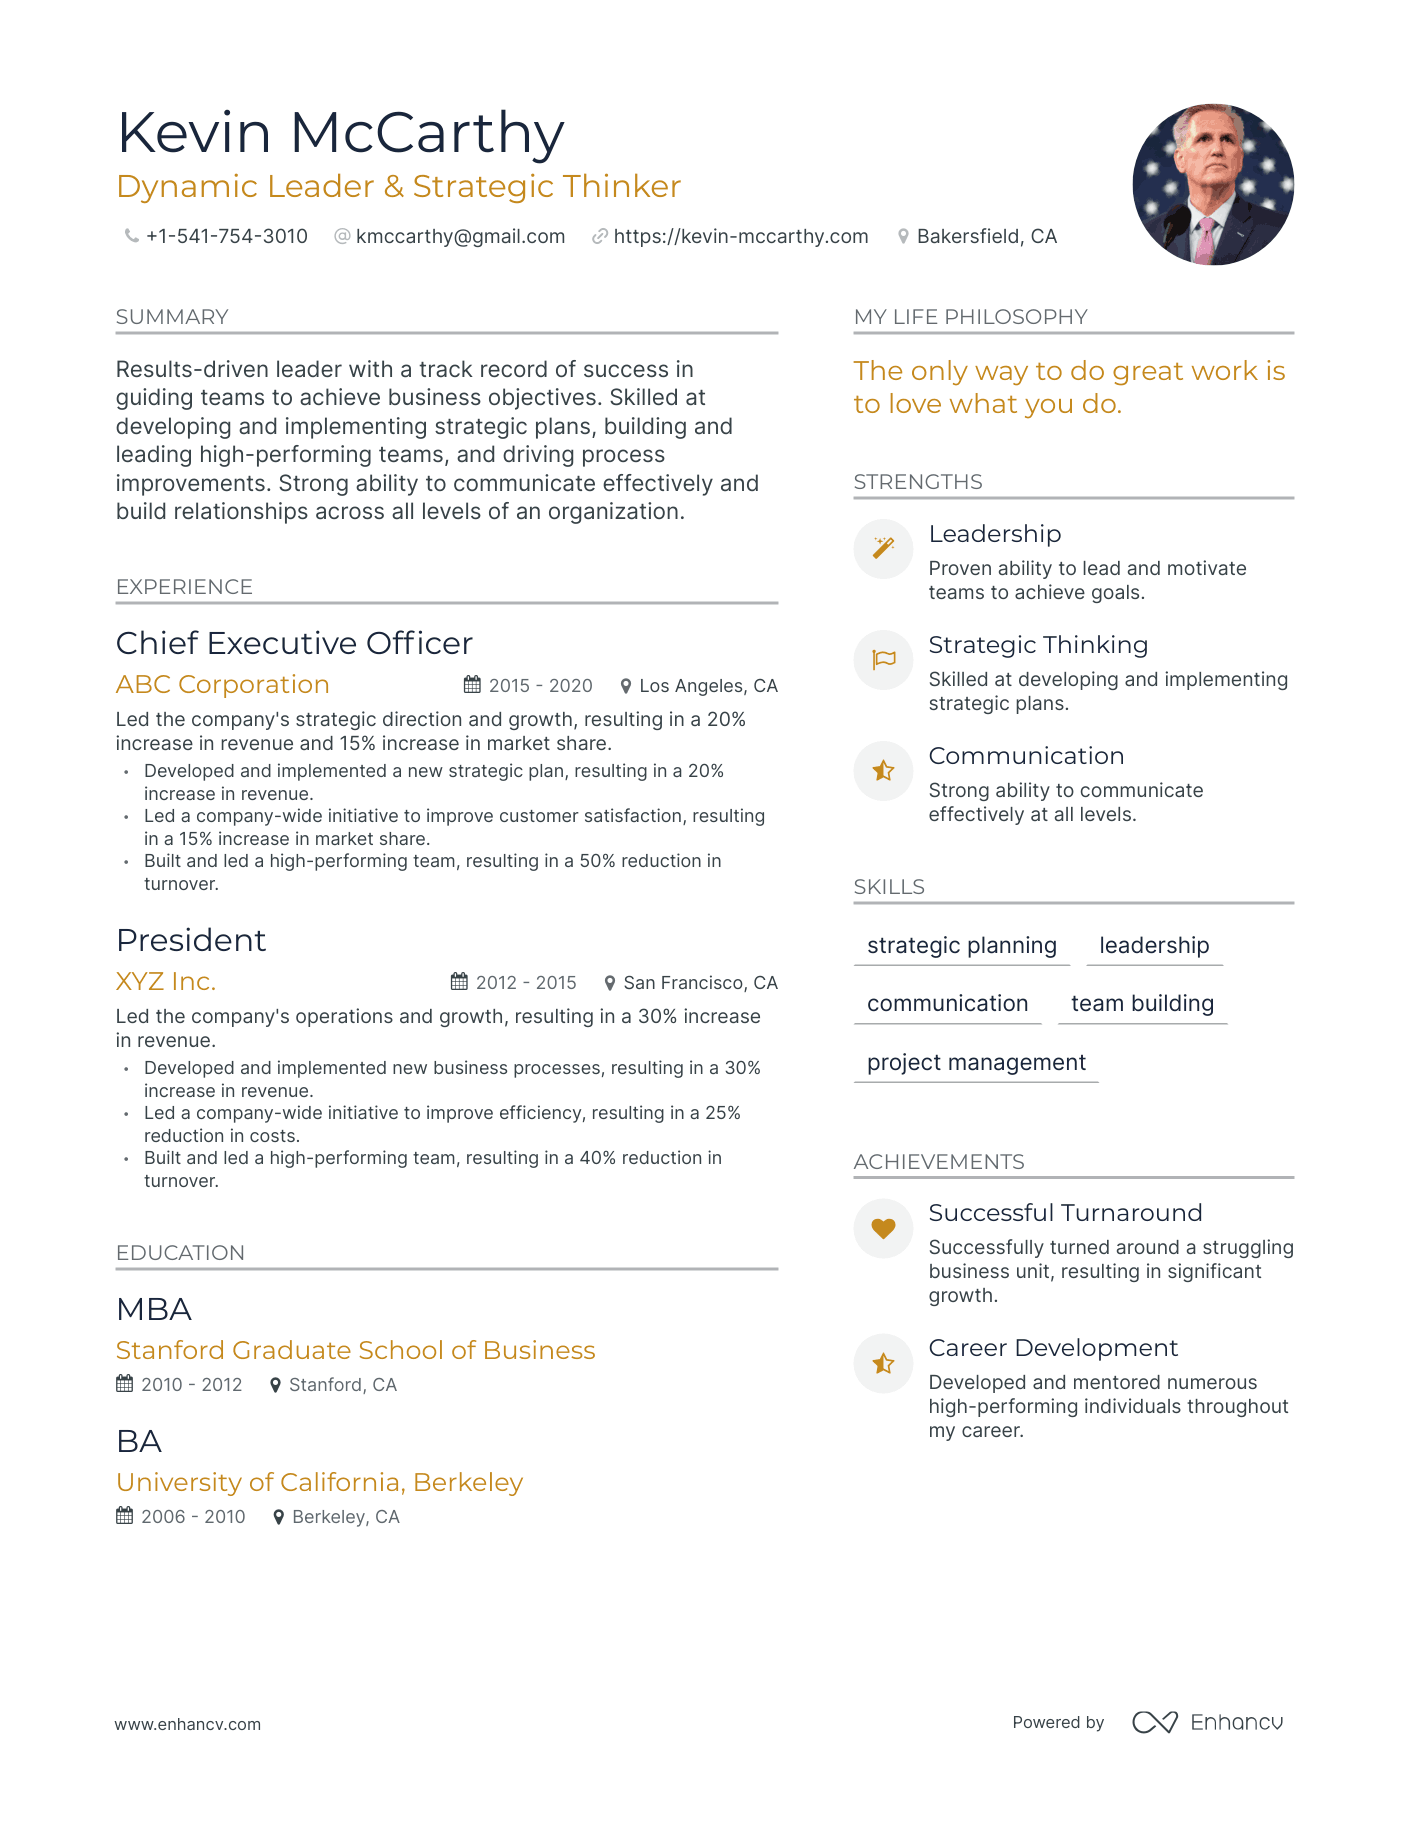 Kevin McCarthy
Dynamic Leader & Strategic Thinker
+1-541-754-3010 @ kmccarthy@gmail.com https://kevin-mccarthy.com Bakersfield, CA
SUMMARY
Results-driven leader with a track record of success in
guiding teams to achieve business objectives. Skilled at
developing and implementing strategic plans, building and
leading high-performing teams, and driving process
improvements. Strong ability to communicate effectively and
build relationships across all levels of an organization.
EXPERIENCE
Chief Executive Officer
ABC Corporation 2015 - 2020 Los Angeles, CA
Led the company's strategic direction and growth, resulting in a 20%
increase in revenue and 15% increase in market share.
• Developed and implemented a new strategic plan, resulting in a 20%
increase in revenue.
• Led a company-wide initiative to improve customer satisfaction, resulting
in a 15% increase in market share.
• Built and led a high-performing team, resulting in a 50% reduction in
turnover.
President
XYZ Inc. 2012 - 2015 San Francisco, CA
Led the company's operations and growth, resulting in a 30% increase
in revenue.
• Developed and implemented new business processes, resulting in a 30%
increase in revenue.
• Led a company-wide initiative to improve efficiency, resulting in a 25%
reduction in costs.
• Built and led a high-performing team, resulting in a 40% reduction in
turnover.
EDUCATION
MBA
Stanford Graduate School of Business
2010 - 2012 Stanford, CA
BA
University of California, Berkeley
2006 - 2010 Berkeley, CA
MY LIFE PHILOSOPHY
The only way to do great work is
to love what you do.
STRENGTHS
Leadership
Proven ability to lead and motivate
teams to achieve goals.
Strategic Thinking
Skilled at developing and implementing
strategic plans.
Communication
Strong ability to communicate
effectively at all levels.
SKILLS
strategic planning leadership
communication team building
project management
ACHIEVEMENTS
Successful Turnaround
Successfully turned around a struggling
business unit, resulting in significant
growth.
Career Development
Developed and mentored numerous
high-performing individuals throughout
my career.
www.enhancv.com
Powered by Enhancv